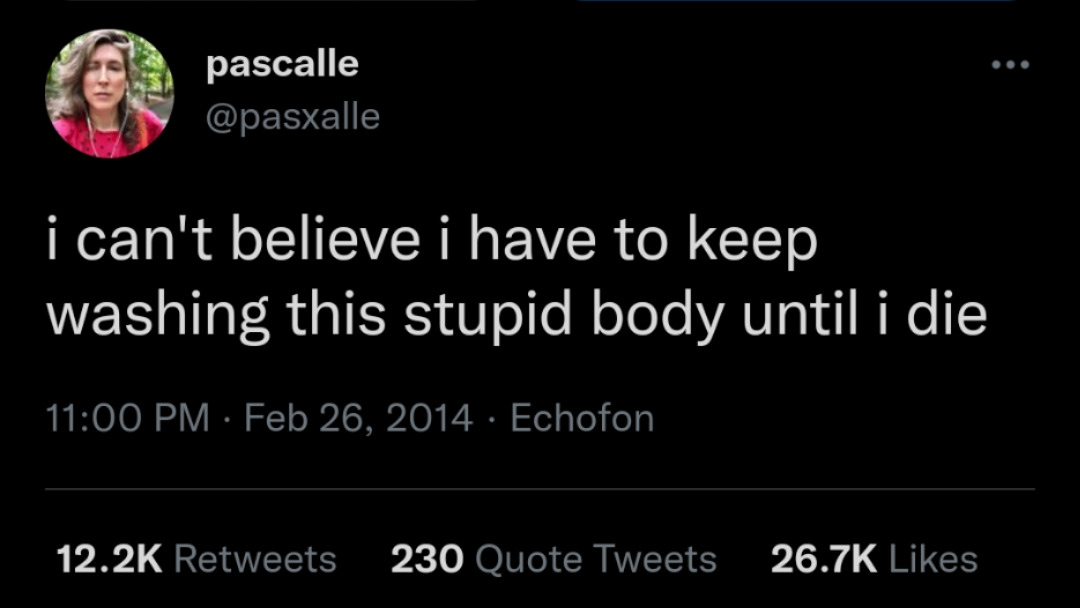 pascalle
@pasxalle
i can't believe i have to keep
washing this stupid body until i die
11:00 PM · Feb 26, 2014 · Echofon
12.2K Retweets 230 Quote Tweets 26.7K Likes